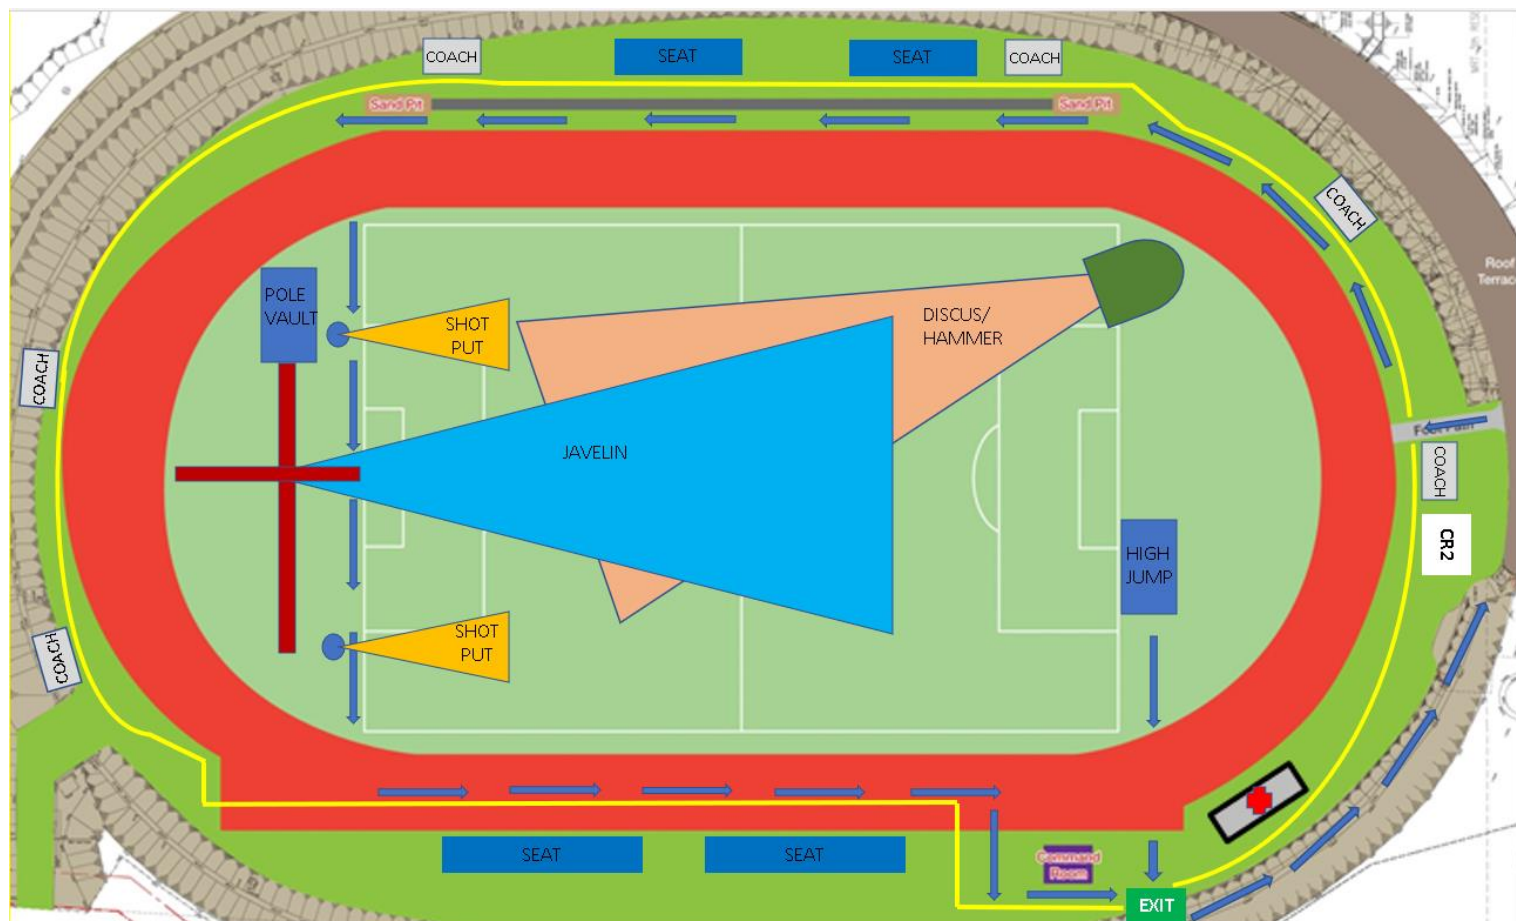 COACH
SEAT
SEAT
COACH
Sand Pit
Sand Pit
COACH
Roof
Terrace
POLE
VAULT
SHOT
PUT
DISCUS/
HAMMER
COACH
JAVELIN
COACH
CR2
HIGH
JUMP
SHOT
PUT
COACH
SEAT
SEAT
Command
Room
EXIT